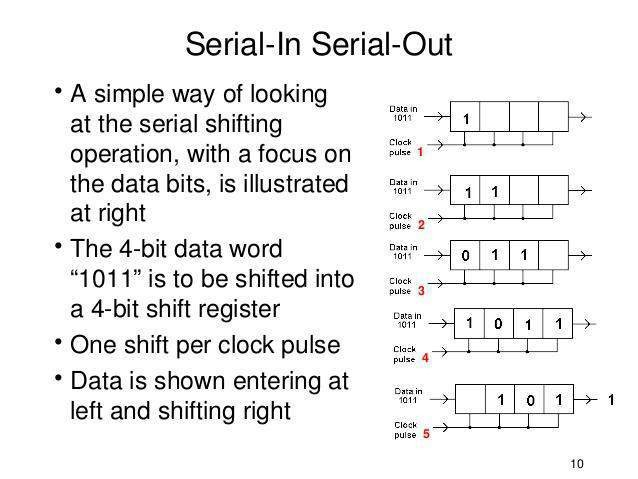 Serial-In Serial-Out
• A simple way of looking
at the serial shifting
operation, with a focus on
the data bits, is illustrated
at right
• The 4-bit data word
“1011” is to be shifted into
a 4-bit shift register
• One shift per clock pulse
• Data is shown entering at
left and shifting right
Data in
1011
1
Clock
pulse 1
Data in
1011
1 1
Clock
pulse 2
Data in
1011
0 1 1
Clock
pulse 3
Data in
1011
1 0 1 1
Clock
pulse 4
Data in
1011
1 0 1 1
Clock
pulse 5
10